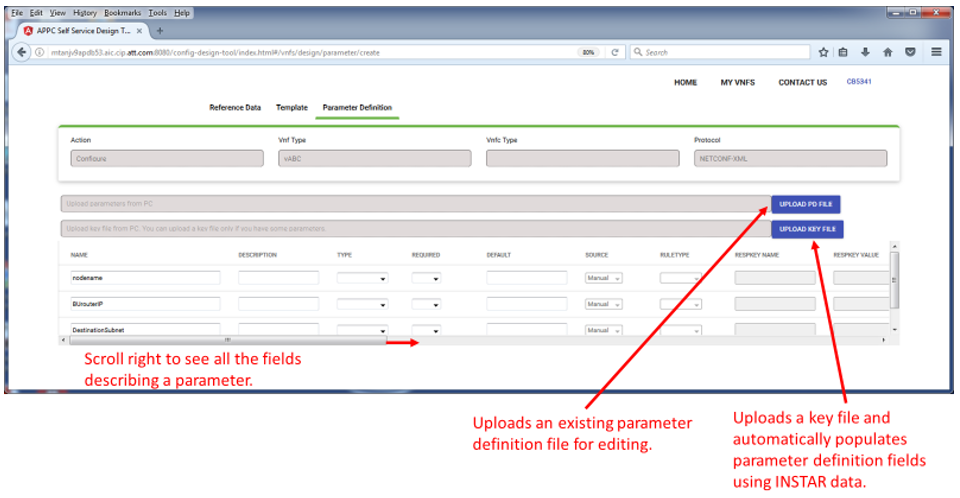 File Edit View History Bookmarks Tools Help
APPC Self Service Design T... × +
mtanjv9apdb53.aic.cip.att.com:8080/config-design-tool/index.html#/vnfs/design/parameter/create 80% Search
HOME MY VNFS CONTACT US CB5341
Reference Data Template Parameter Definition
Action Vnf Type Vnfc Type Protocol
Configure vABC NETCONF-XML
Upload parameters from PC UPLOAD PD FILE
Upload key file from PC. You can upload a key file only if you have some parameters. UPLOAD KEY FILE
NAME DESCRIPTION TYPE REQUIRED DEFAULT SOURCE RULETYPE RESPKEY NAME RESPKEY VALUE
nodename Manual
BUrouterIP Manual
DestinationSubnet Manual
Scroll right to see all the fields
describing a parameter.
Uploads an existing parameter
definition file for editing.
Uploads a key file and
automatically populates
parameter definition fields
using INSTAR data.